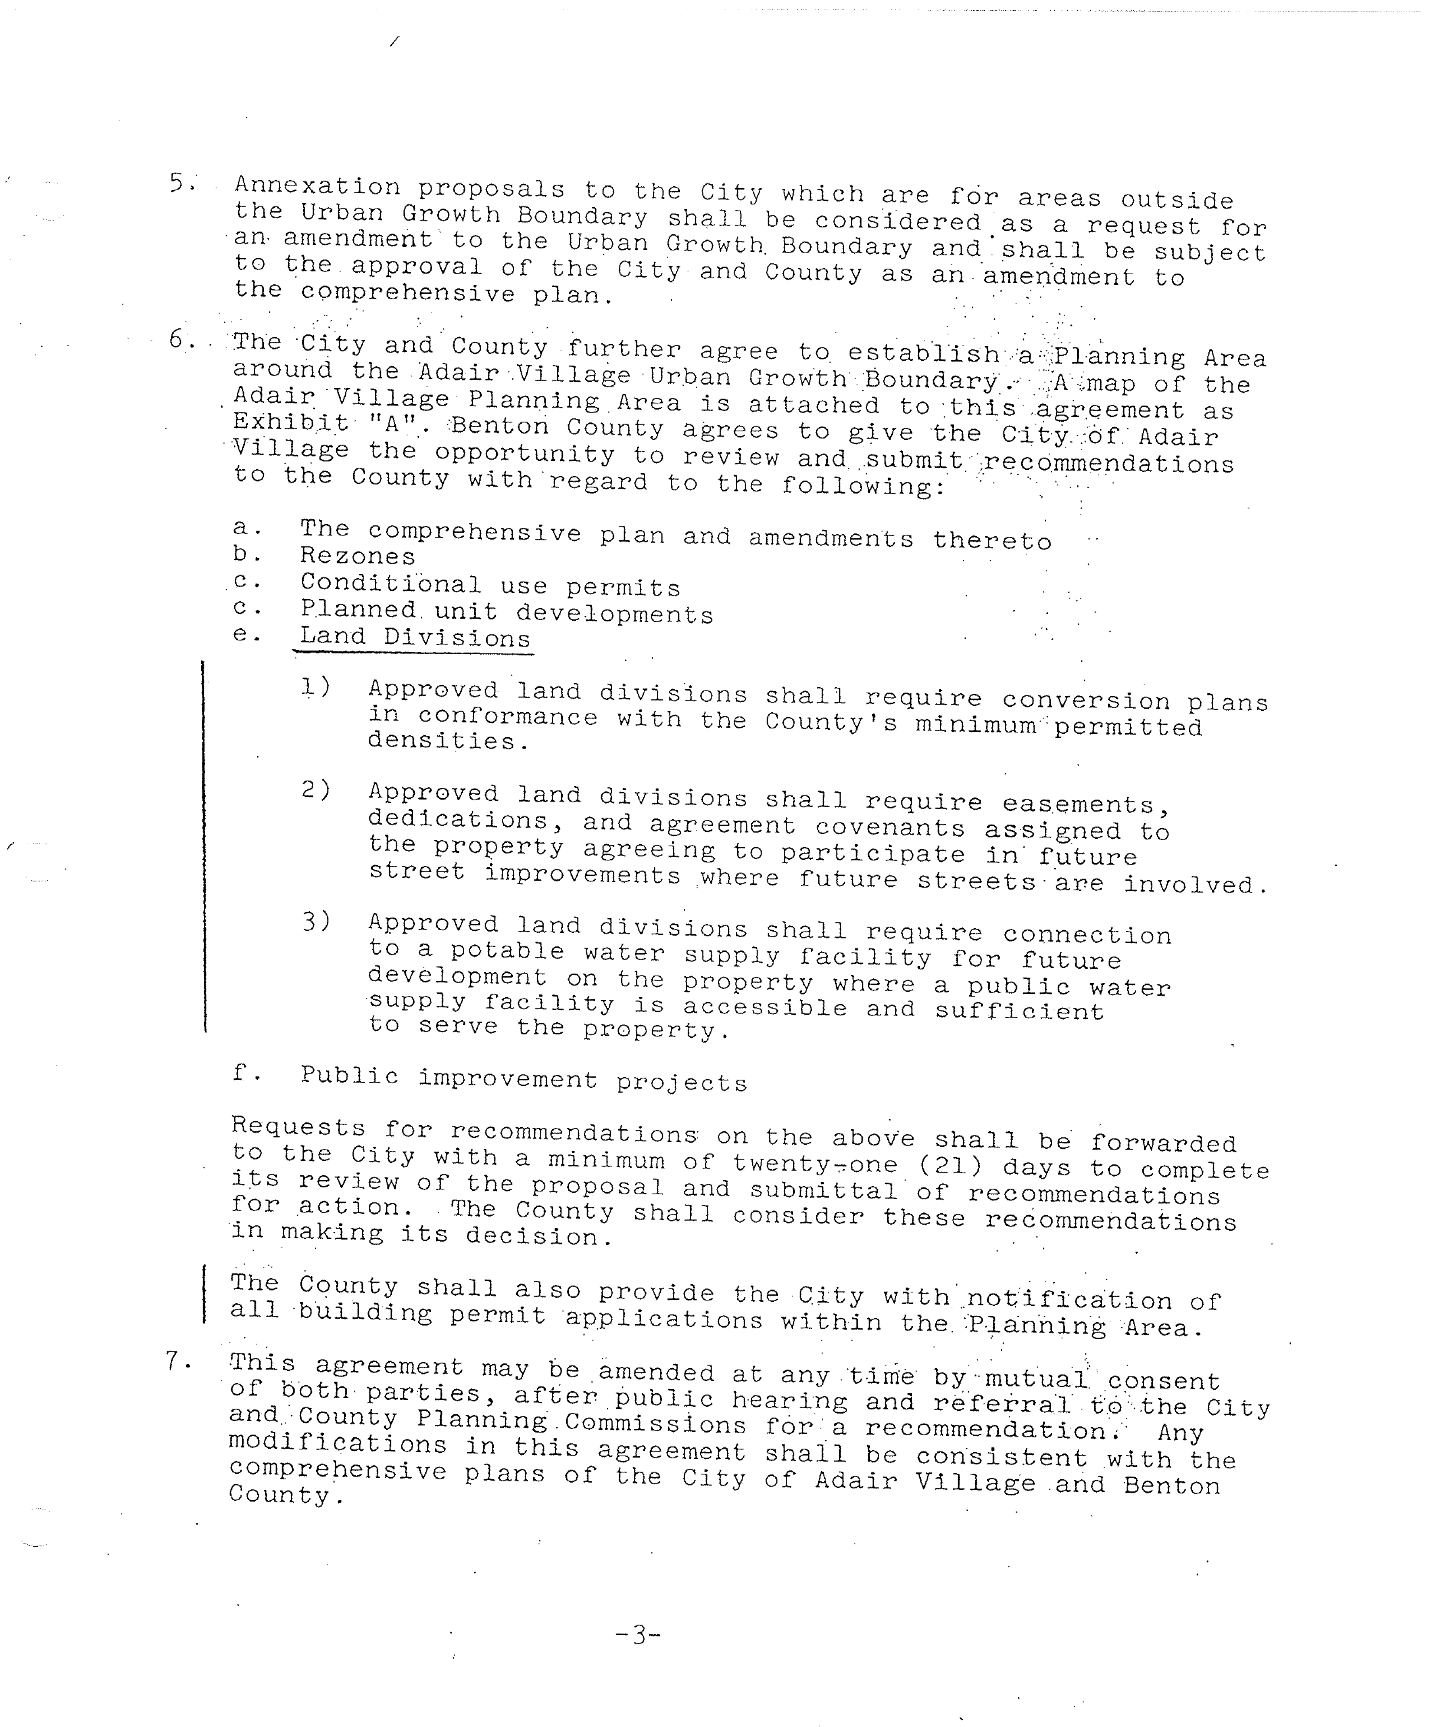 5. Annexation proposals to the City which are for areas outside
the Urban Growth Boundary shall be considered as a request for
an amendment to the Urban Growth Boundary and shall be subject
to the approval of the City and County as an amendment to
the comprehensive plan.
6. The City and County further agree to establish a Planning Area
around the Adair Village Urban Growth Boundary. A map of the
Adair Village Planning Area is attached to this agreement as
Exhibit "A". Benton County agrees to give the City of Adair
Village the opportunity to review and submit recommendations
to the County with regard to the following:
a. The comprehensive plan and amendments thereto
b. Rezones
c. Conditional use permits
c. Planned unit developments
e. Land Divisions
1) Approved land divisions shall require conversion plans
in conformance with the County's minimum permitted
densities.
2) Approved land divisions shall require easements,
dedications, and agreement covenants assigned to
the property agreeing to participate in future
street improvements where future streets are involved.
3) Approved land divisions shall require connection
to a potable water supply facility for future
development on the property where a public water
supply facility is accessible and sufficient
to serve the property.
f. Public improvement projects
Requests for recommendations on the above shall be forwarded
to the City with a minimum of twenty-one (21) days to complete
its review of the proposal and submittal of recommendations
for action. The County shall consider these recommendations
in making its decision.
The County shall also provide the City with notification of
all building permit applications within the Planning Area.
7. This agreement may be amended at any time by mutual consent
of both parties, after public hearing and referral to the City
and County Planning Commissions for a recommendation. Any
modifications in this agreement shall be consistent with the
comprehensive plans of the City of Adair Village and Benton
County.
-3-